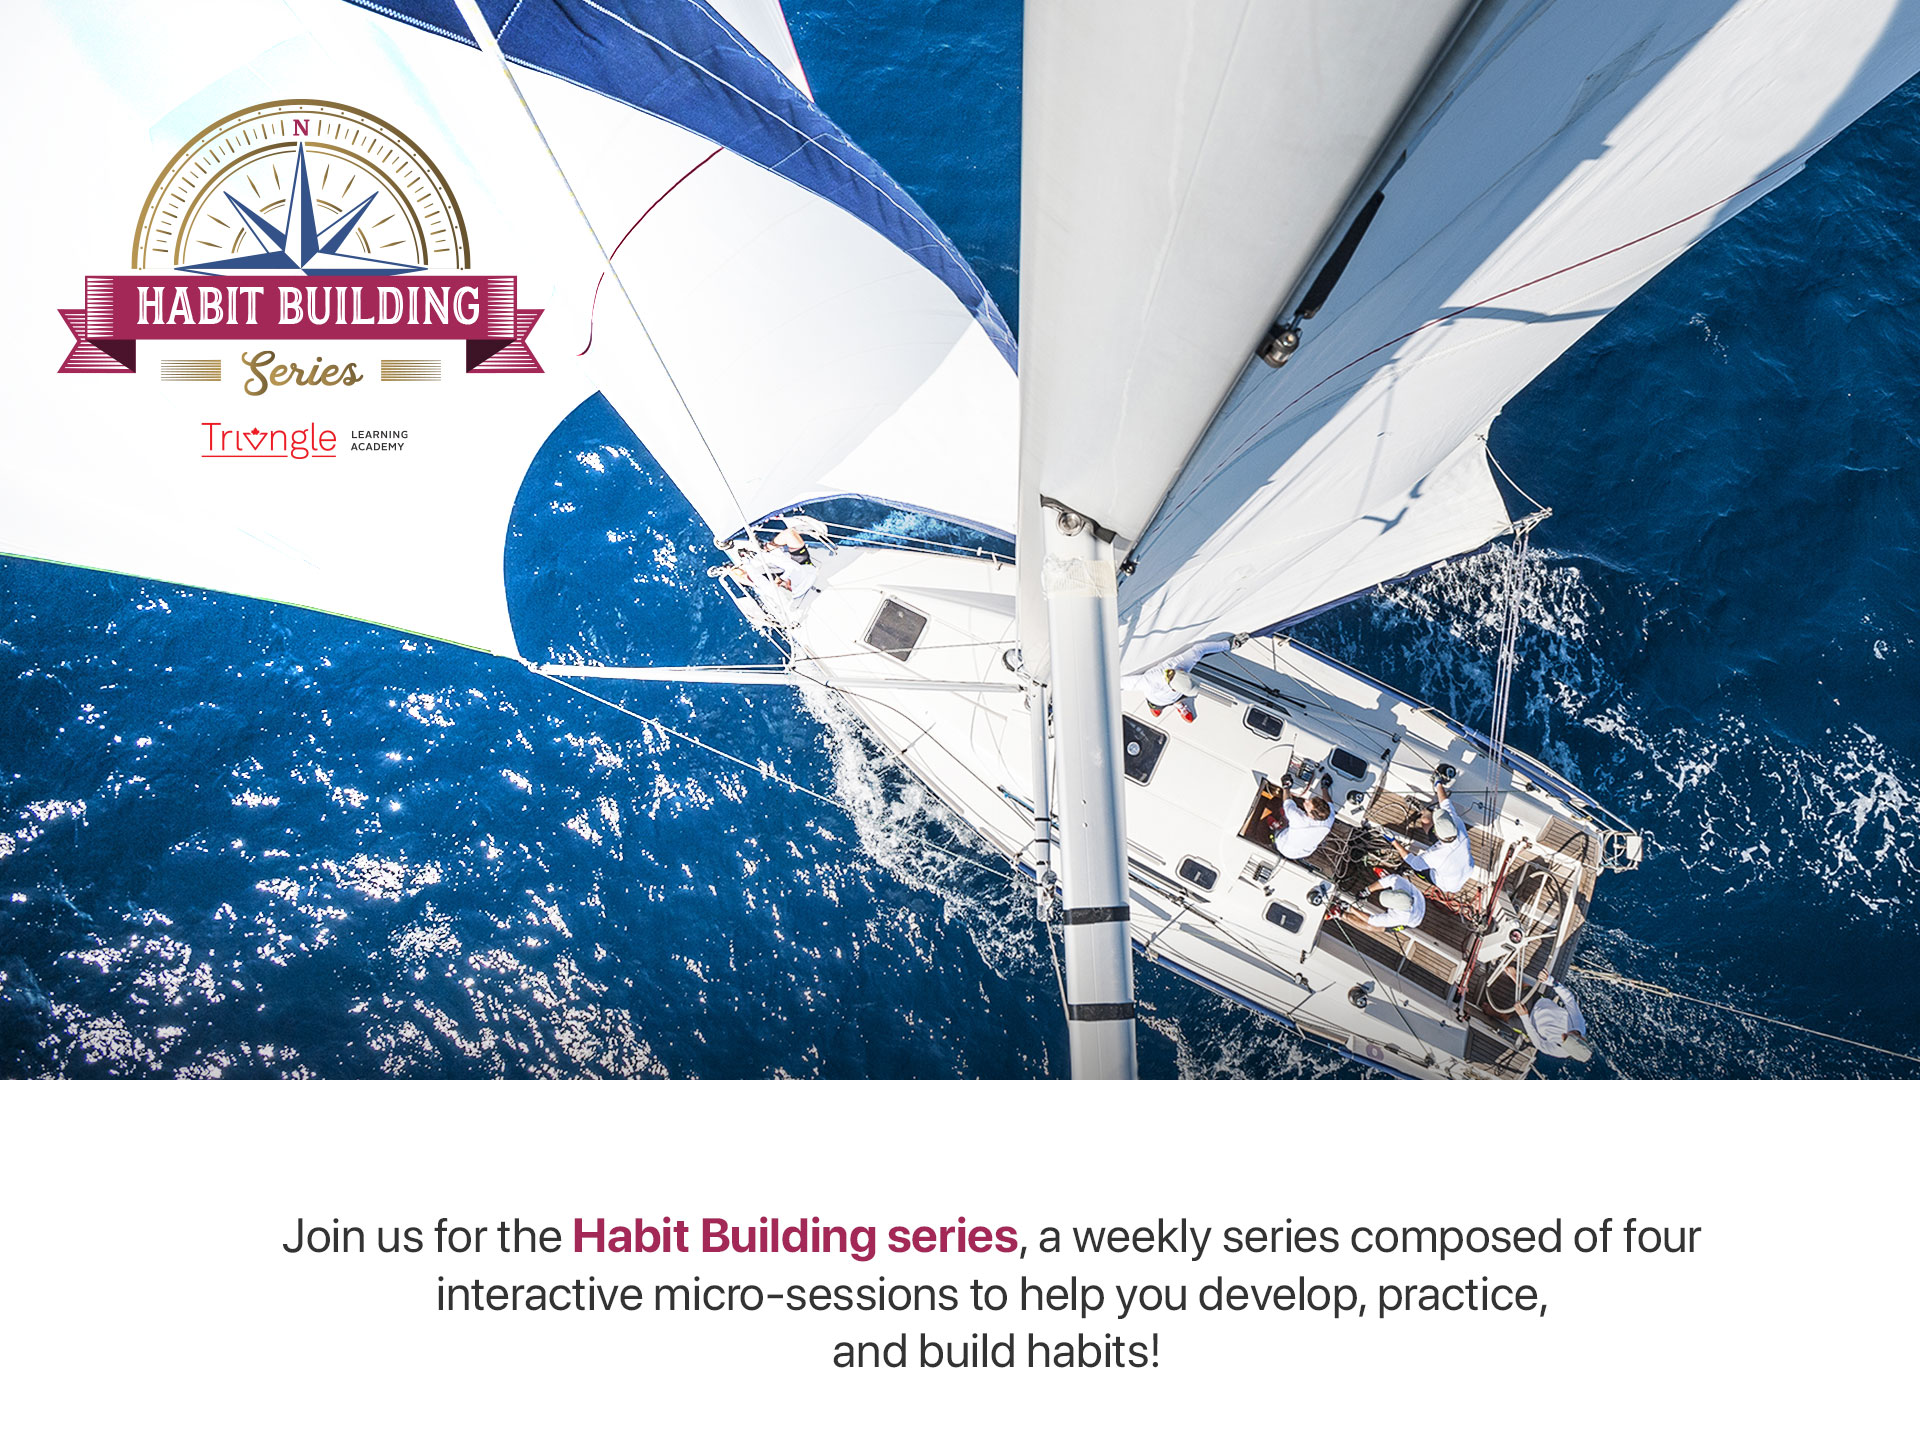 N
HABIT BUILDING
Series
Triangle LEARNING
ACADEMY
Join us for the Habit Building series, a weekly series composed of four
interactive micro-sessions to help you develop, practice,
and build habits!